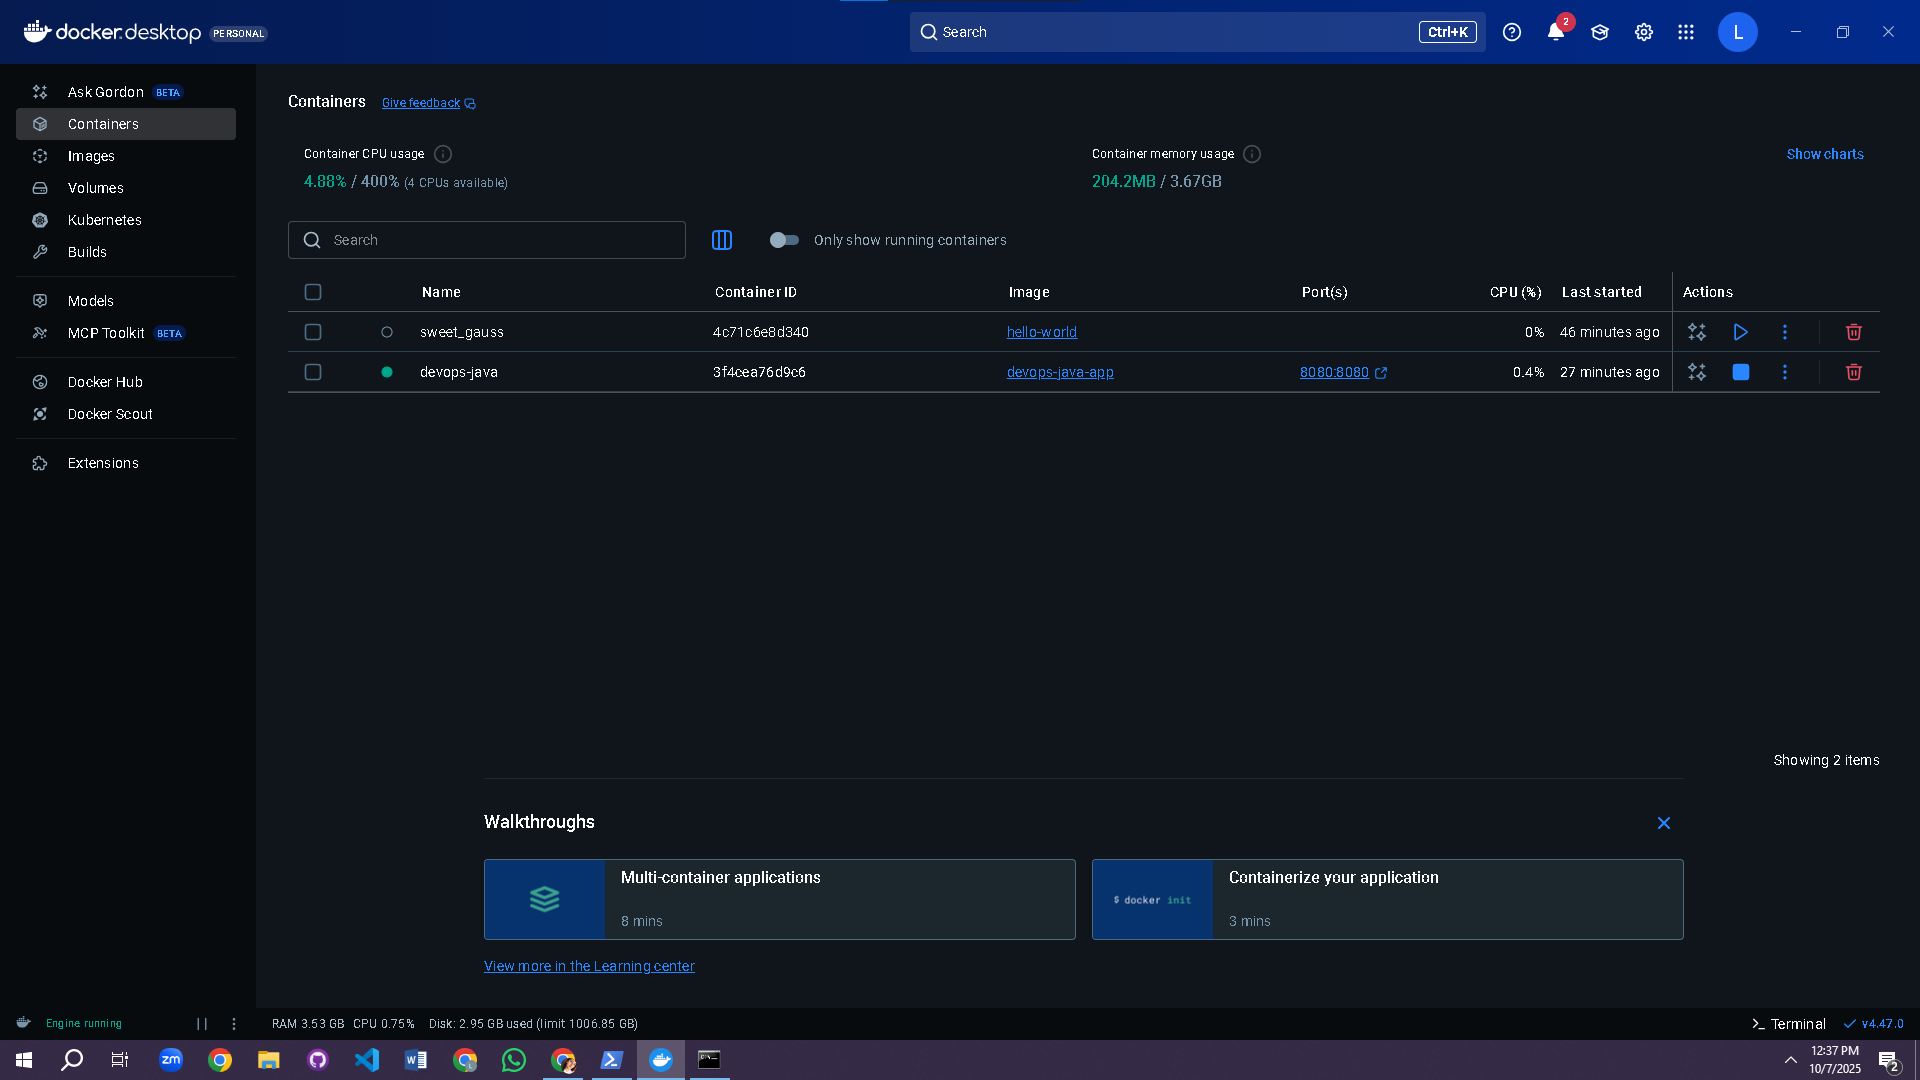 docker.desktop PERSONAL
Search Ctrl+K
2
L
Ask Gordon BETA
Containers
Images
Volumes
Kubernetes
Builds
Models
MCP Toolkit BETA
Docker Hub
Docker Scout
Extensions
Containers Give feedback
Container CPU usage
4.88% / 400% (4 CPUs available)
Container memory usage
204.2MB / 3.67GB
Show charts
Search
Only show running containers
Name Container ID Image Port(s) CPU (%) Last started Actions
sweet_gauss 4c71c6e8d340 hello-world 0% 46 minutes ago
devops-java 3f4cea76d9c6 devops-java-app 8080:8080 0.4% 27 minutes ago
Showing 2 items
Walkthroughs
Multi-container applications
8 mins
$ docker init
Containerize your application
3 mins
View more in the Learning center
Engine running
RAM 3.53 GB CPU 0.75% Disk: 2.95 GB used (limit 1006.85 GB)
Terminal v4.47.0
zm
12:37 PM
10/7/2025
2